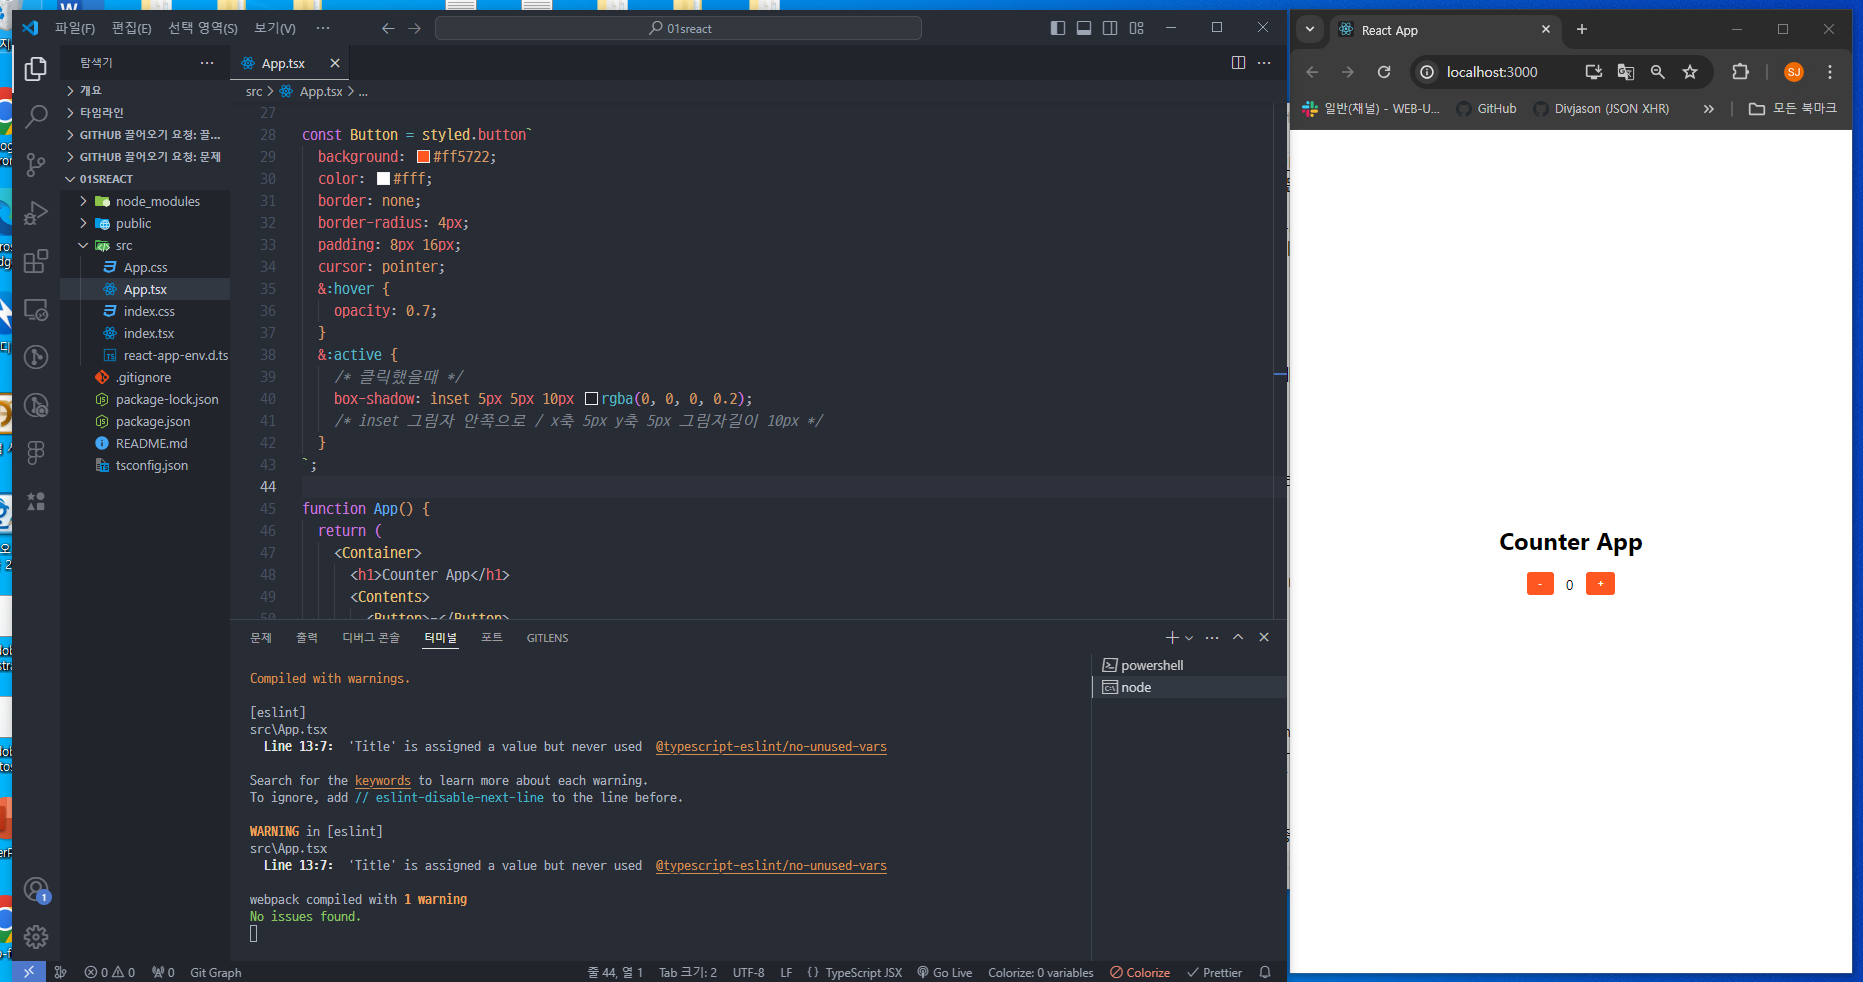 파일(F) 편집(E) 선택 영역(S) 보기(V) ··· 01sreact
탐색기 ···
개요
타임라인
GITHUB 끌어오기 요청: 끌...
GITHUB 끌어오기 요청: 문제
01SREACT
node_modules
public
src
App.css
App.tsx
index.css
index.tsx
react-app-env.d.ts
.gitignore
package-lock.json
package.json
README.md
tsconfig.json
App.tsx
src > App.tsx > ...
27
28 const Button = styled.button`
29 background: #ff5722;
30 color: #fff;
31 border: none;
32 border-radius: 4px;
33 padding: 8px 16px;
34 cursor: pointer;
35 &:hover {
36 opacity: 0.7;
37 }
38 &:active {
39 /* 클릭했을때 */
40 box-shadow: inset 5px 5px 10px rgba(0, 0, 0, 0.2);
41 /* inset 그림자 안쪽으로 / x축 5px y축 5px 그림자길이 10px */
42 }
43 `;
44
45 function App() {
46 return (
47 <Container>
48 <h1>Counter App</h1>
49 <Contents>
50 <Button>-</Button>
문제 출력 디버그 콘솔 터미널 포트 GITLENS
Compiled with warnings.
[eslint]
src\App.tsx
Line 13:7: 'Title' is assigned a value but never used @typescript-eslint/no-unused-vars
Search for the keywords to learn more about each warning.
To ignore, add // eslint-disable-next-line to the line before.
WARNING in [eslint]
src\App.tsx
Line 13:7: 'Title' is assigned a value but never used @typescript-eslint/no-unused-vars
webpack compiled with 1 warning
No issues found.
powershell
node
1
0 0 0 Git Graph 줄 44, 열 1 Tab 크기: 2 UTF-8 LF {} TypeScript JSX Go Live Colorize: 0 variables Colorize Prettier
React App
localhost:3000 SJ
일반(채널) - WEB-U... GitHub Divjason (JSON XHR) » 모든 북마크
Counter App
- 0 +